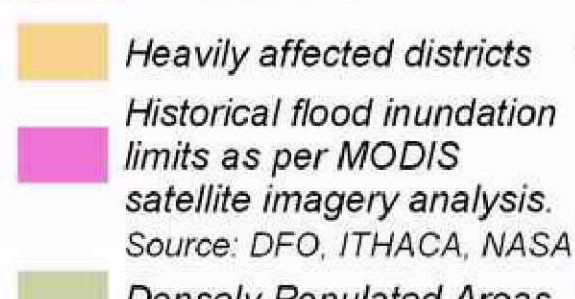 Heavily affected districts
Historical flood inundation
limits as per MODIS
satellite imagery analysis.
Source: DFO, ITHACA, NASA
Densely Populated Areas